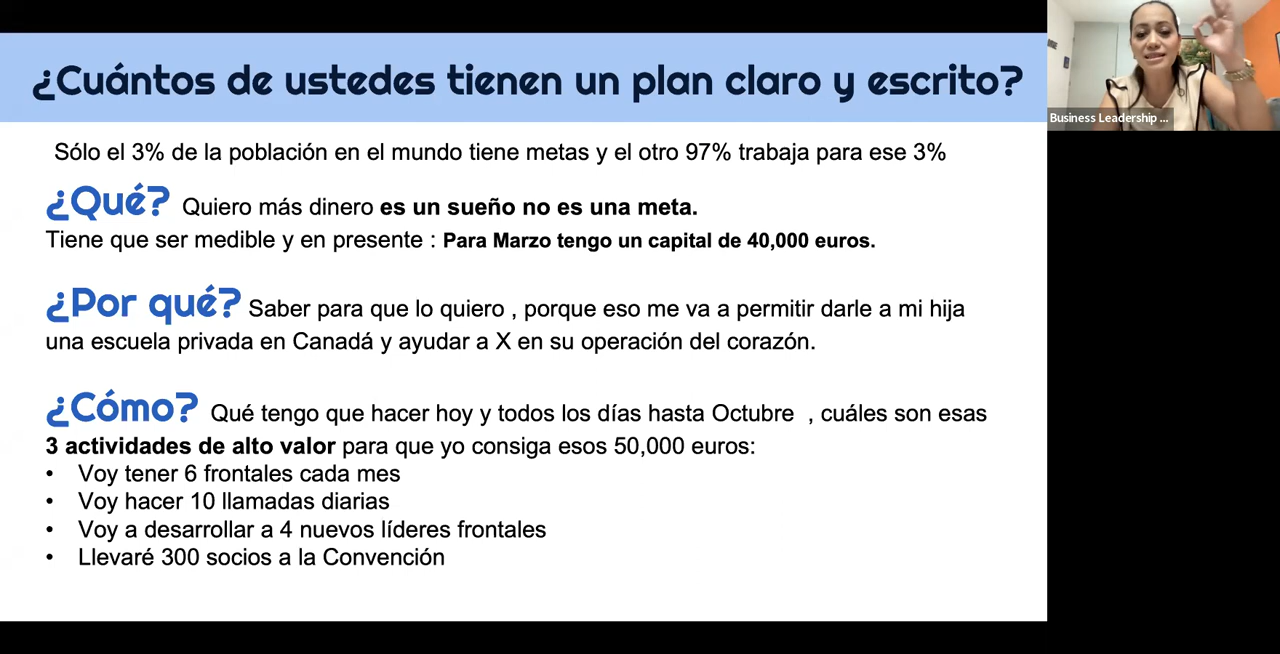 ¿Cuántos de ustedes tienen un plan claro y escrito?
Sólo el 3% de la población en el mundo tiene metas y el otro 97% trabaja para ese 3%
¿Qué? Quiero más dinero es un sueño no es una meta.
Tiene que ser medible y en presente : Para Marzo tengo un capital de 40,000 euros.
¿Por qué? Saber para que lo quiero , porque eso me va a permitir darle a mi hija
una escuela privada en Canadá y ayudar a X en su operación del corazón.
¿Cómo? Qué tengo que hacer hoy y todos los días hasta Octubre , cuáles son esas
3 actividades de alto valor para que yo consiga esos 50,000 euros:
• Voy tener 6 frontales cada mes
• Voy hacer 10 llamadas diarias
• Voy a desarrollar a 4 nuevos líderes frontales
• Llevaré 300 socios a la Convención
Business Leadership ...